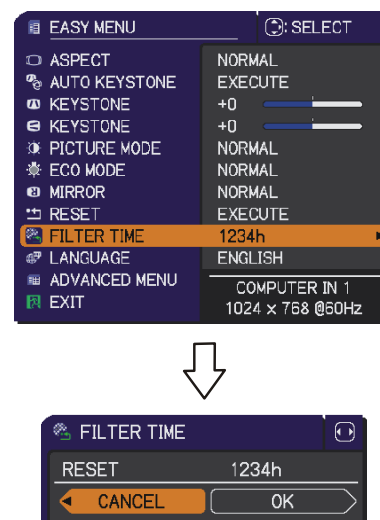 EASY MENU : SELECT
ASPECT NORMAL
AUTO KEYSTONE EXECUTE
KEYSTONE +0
KEYSTONE +0
PICTURE MODE NORMAL
ECO MODE NORMAL
MIRROR NORMAL
RESET EXECUTE
FILTER TIME 1234h
LANGUAGE ENGLISH
ADVANCED MENU COMPUTER IN 1
EXIT 1024 x 768 @60Hz
FILTER TIME
RESET 1234h
CANCEL OK